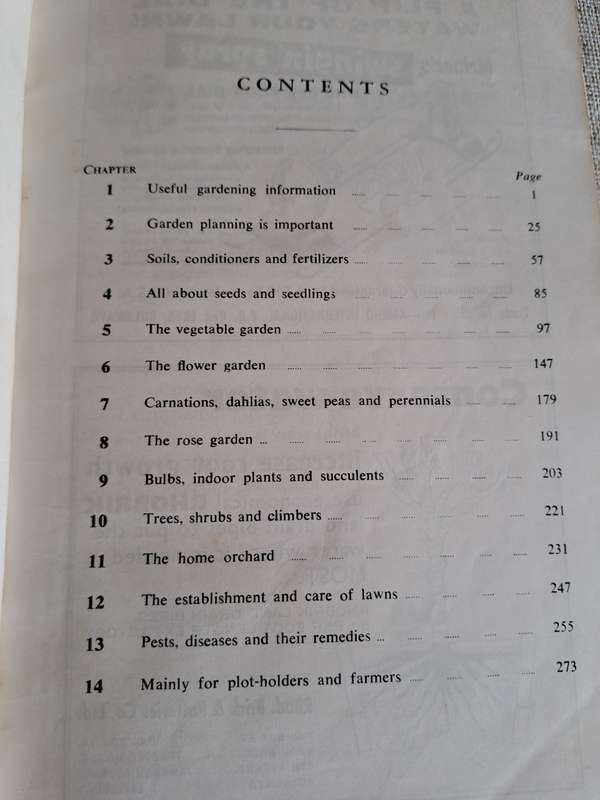 CONTENTS
CHAPTER Page
1 Useful gardening information ..... 1
2 Garden planning is important ..... 25
3 Soils, conditioners and fertilizers ..... 57
4 All about seeds and seedlings ..... 85
5 The vegetable garden ..... 97
6 The flower garden ..... 147
7 Carnations, dahlias, sweet peas and perennials ..... 179
8 The rose garden ... 191
9 Bulbs, indoor plants and succulents ..... 203
10 Trees, shrubs and climbers ..... 221
11 The home orchard ..... 231
12 The establishment and care of lawns ..... 247
13 Pests, diseases and their remedies ... 255
14 Mainly for plot-holders and farmers ..... 273